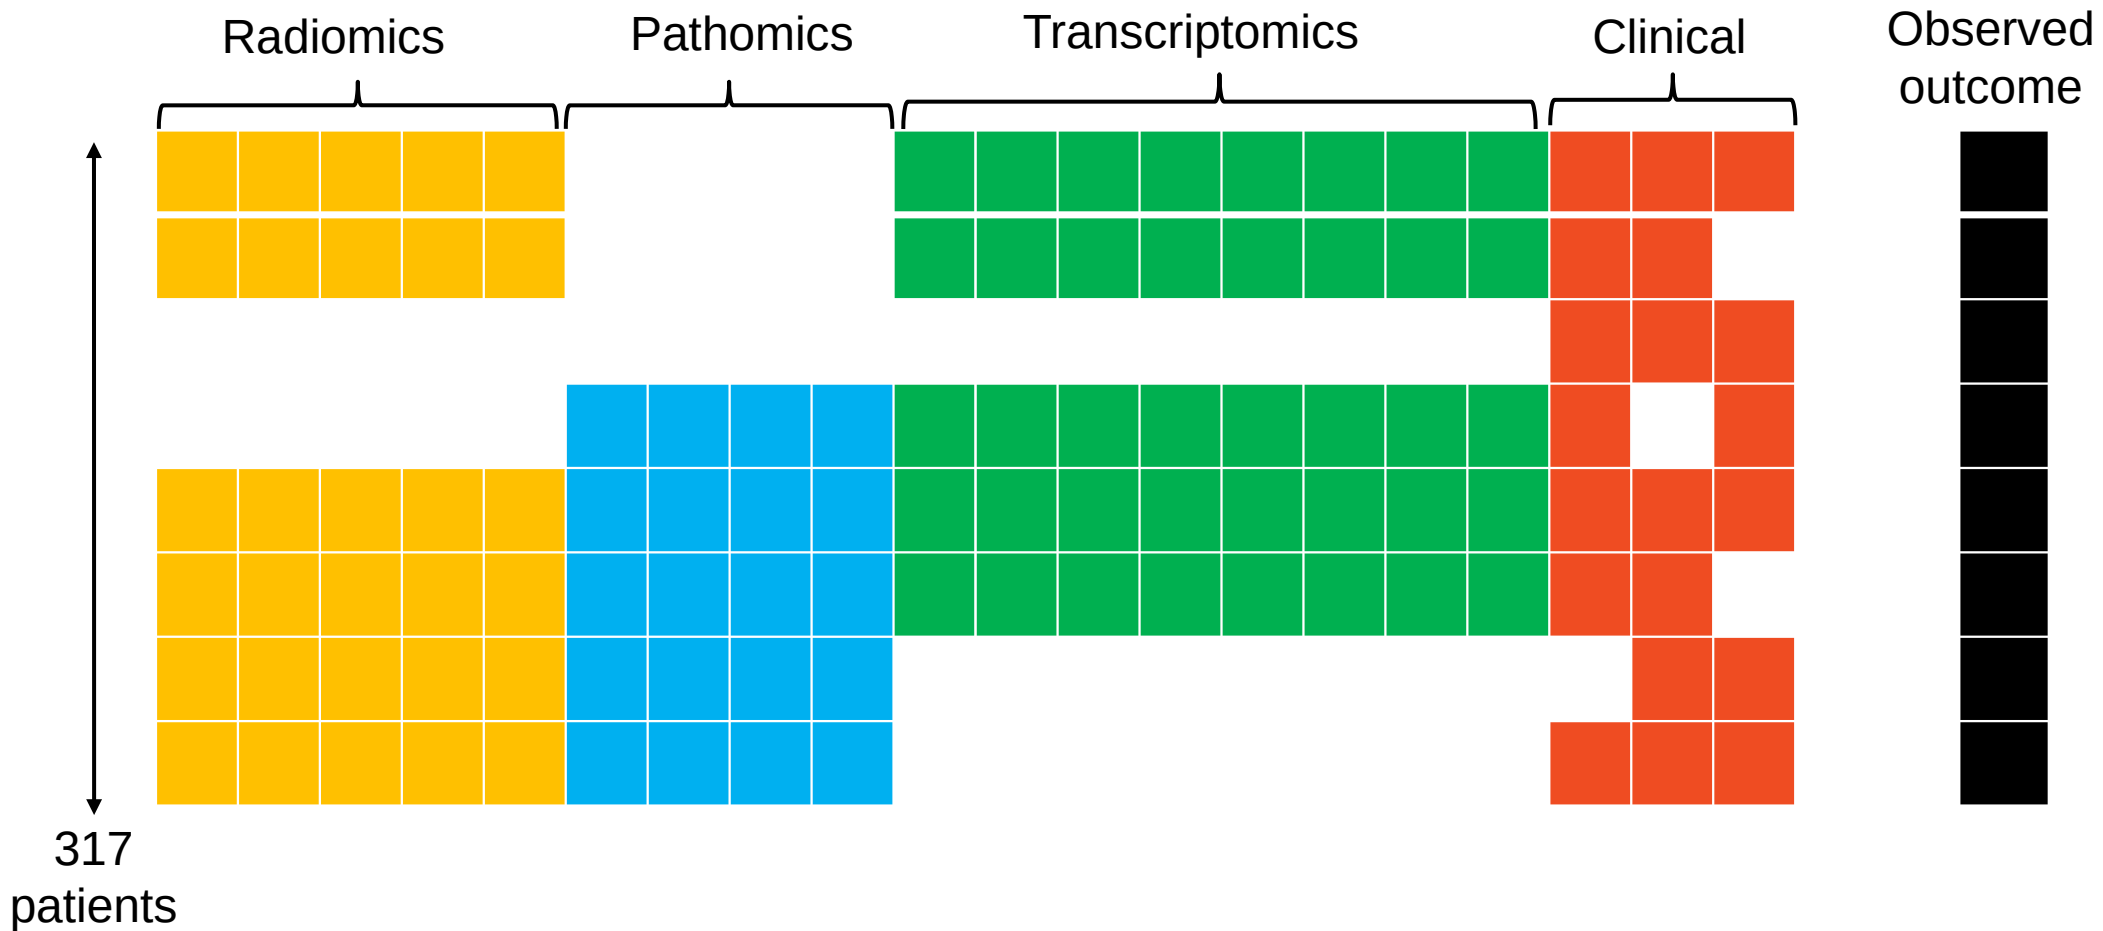 Radiomics
Pathomics
Transcriptomics
Clinical
Observed
outcome
317
patients